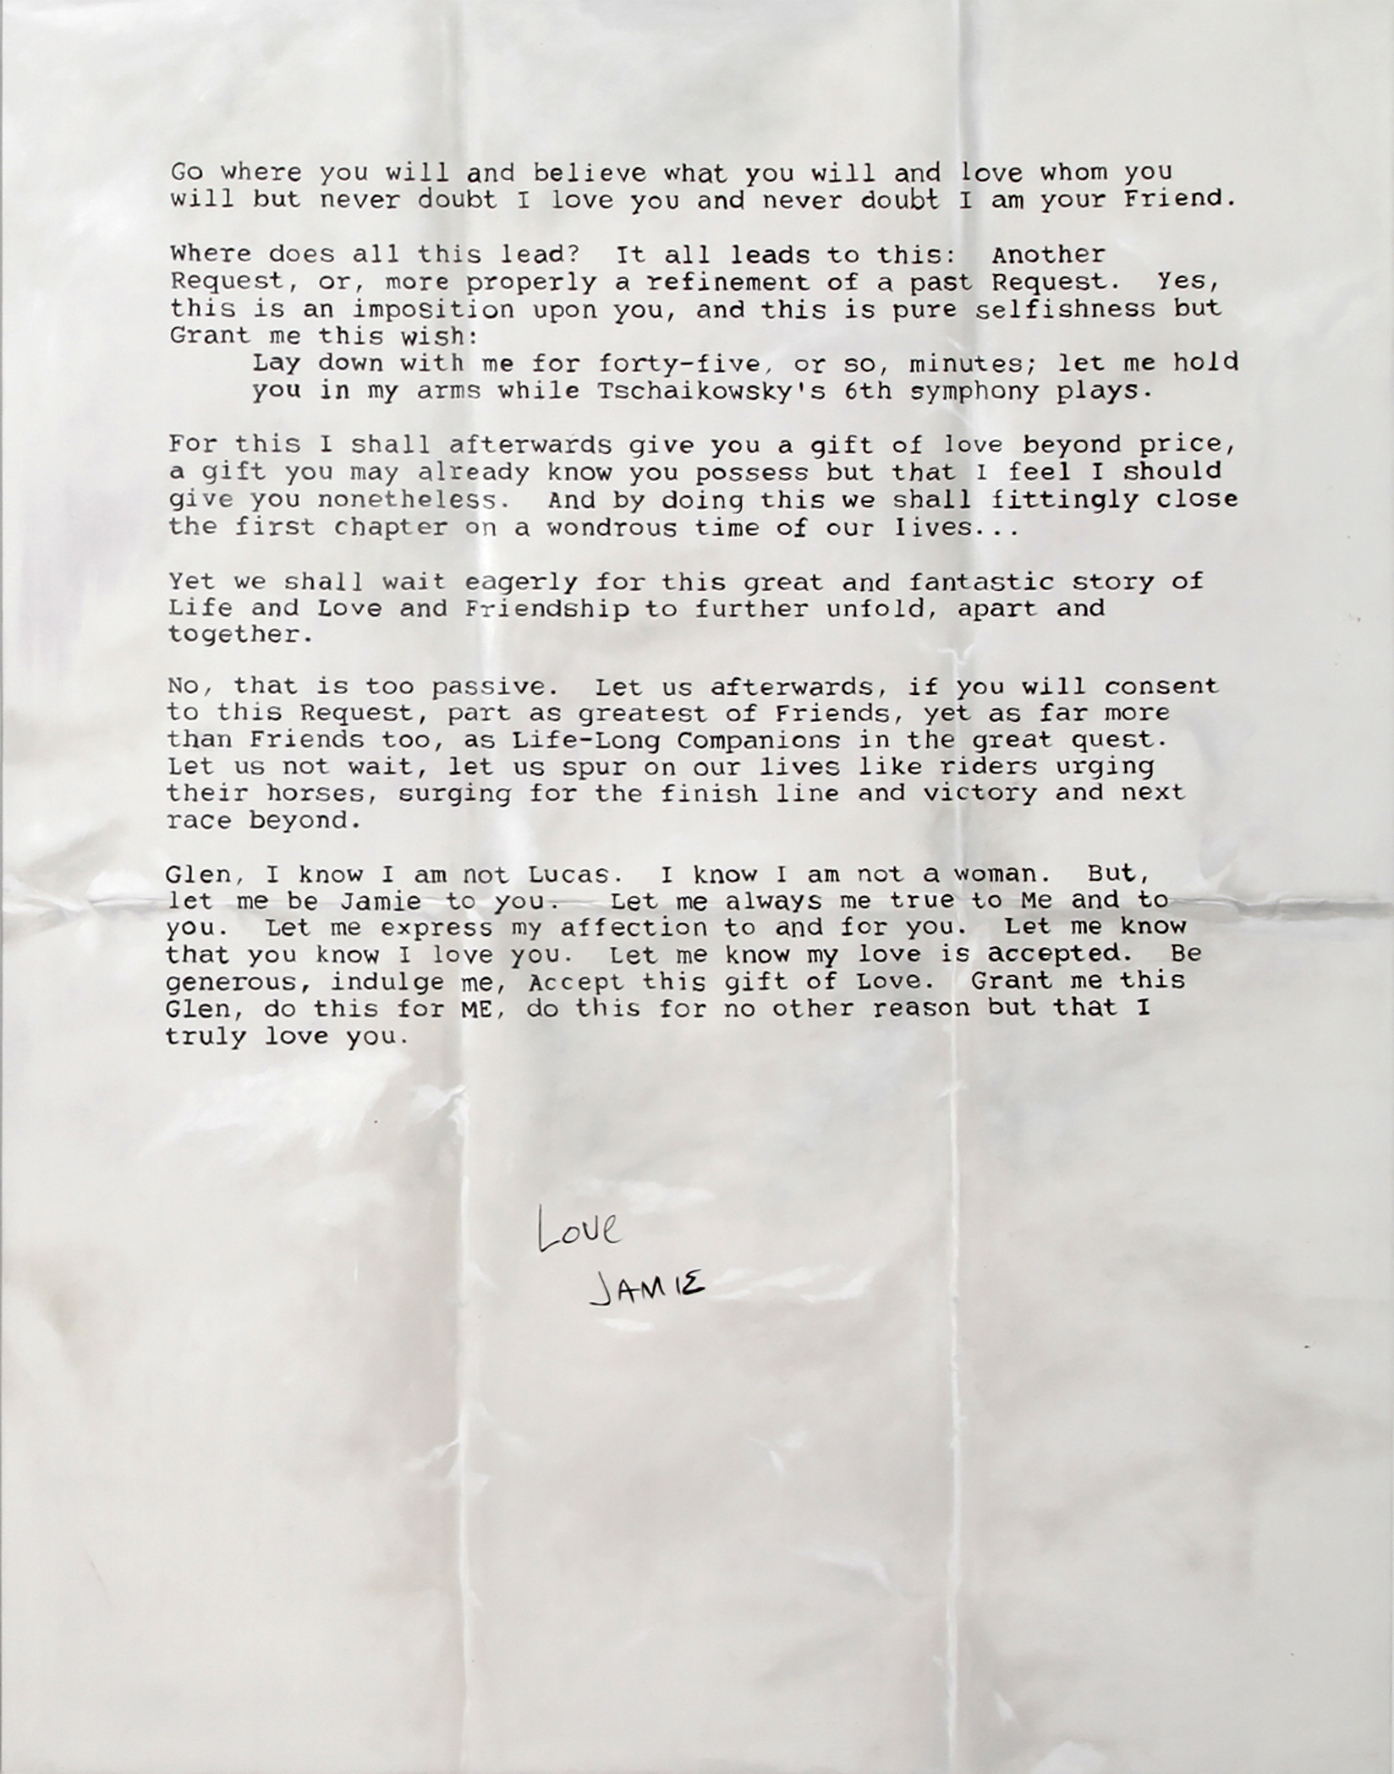 Go where you will and believe what you will and love whom you
will but never doubt I love you and never doubt I am your Friend.
Where does all this lead? It all leads to this: Another
Request, or, more properly a refinement of a past Request. Yes,
this is an imposition upon you, and this is pure selfishness but
Grant me this wish:
Lay down with me for forty-five, or so, minutes; let me hold
you in my arms while Tschaikowsky's 6th symphony plays.
For this I shall afterwards give you a gift of love beyond price,
a gift you may already know you possess but that I feel I should
give you nonetheless. And by doing this we shall fittingly close
the first chapter on a wondrous time of our lives...
Yet we shall wait eagerly for this great and fantastic story of
Life and Love and Friendship to further unfold, apart and
together.
No, that is too passive. Let us afterwards, if you will consent
to this Request, part as greatest of Friends, yet as far more
than Friends too, as Life-Long Companions in the great quest.
Let us not wait, let us spur on our lives like riders urging
their horses, surging for the finish line and victory and next
race beyond.
Glen, I know I am not Lucas. I know I am not a woman. But,
let me be Jamie to you. Let me always me true to Me and to
you. Let me express my affection to and for you. Let me know
that you know I love you. Let me know my love is accepted. Be
generous, indulge me, Accept this gift of Love. Grant me this
Glen, do this for ME, do this for no other reason but that I
truly love you.
Love
JAMIE